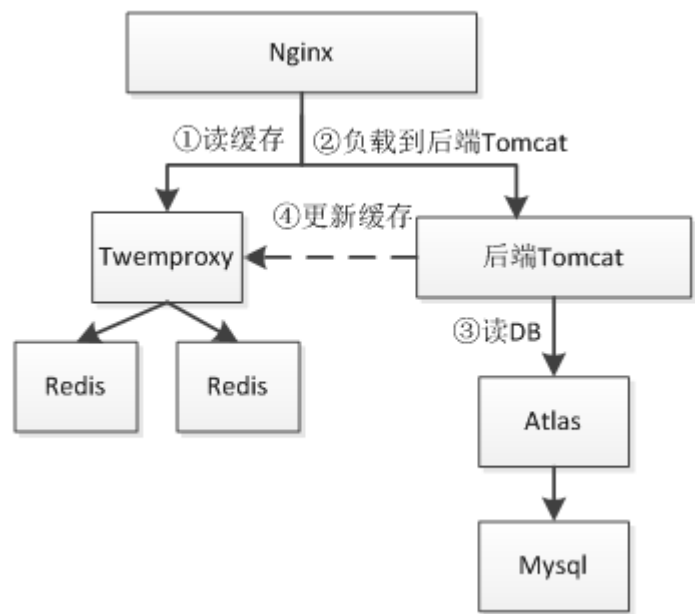 Nginx
①读缓存
②负载到后端Tomcat
④更新缓存
Twemproxy
后端Tomcat
③读DB
Redis
Redis
Atlas
Mysql